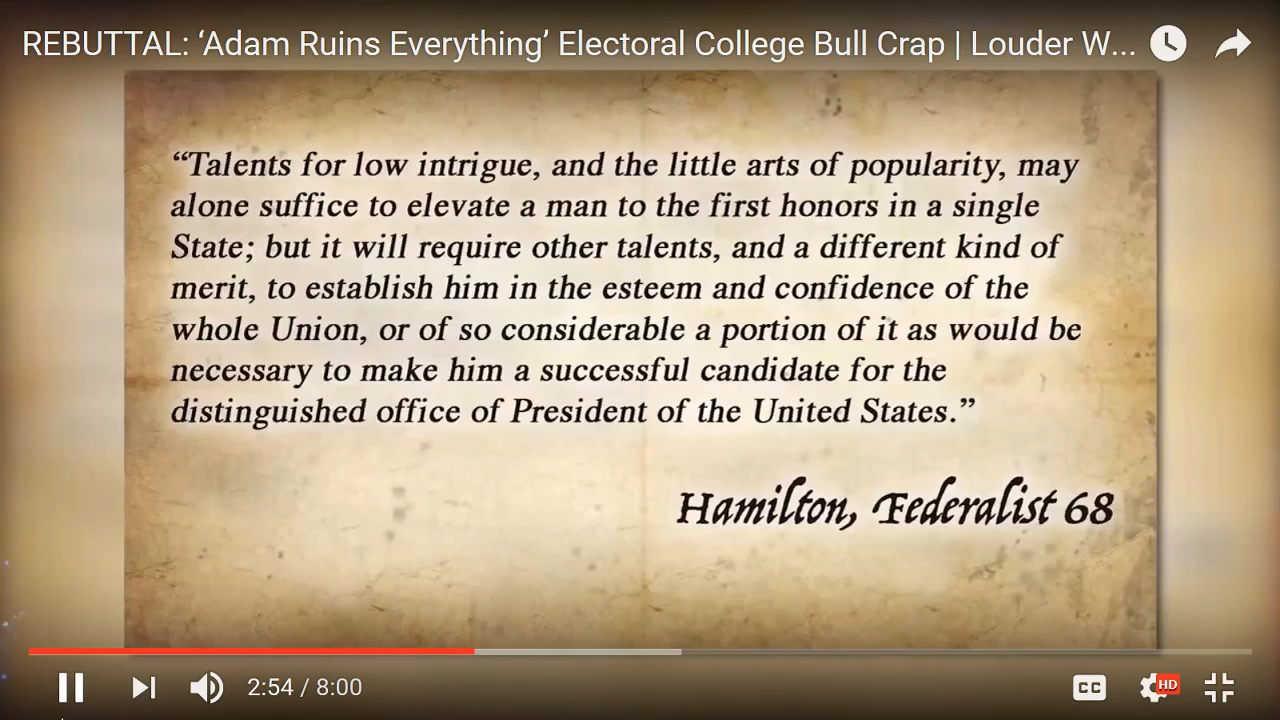 REBUTTAL: ‘Adam Ruins Everything’ Electoral College Bull Crap | Louder W...
“Talents for low intrigue, and the little arts of popularity, may
alone suffice to elevate a man to the first honors in a single
State; but it will require other talents, and a different kind of
merit, to establish him in the esteem and confidence of the
whole Union, or of so considerable a portion of it as would be
necessary to make him a successful candidate for the
distinguished office of President of the United States.”
Hamilton, Federalist 68
2:54 / 8:00
CC
HD